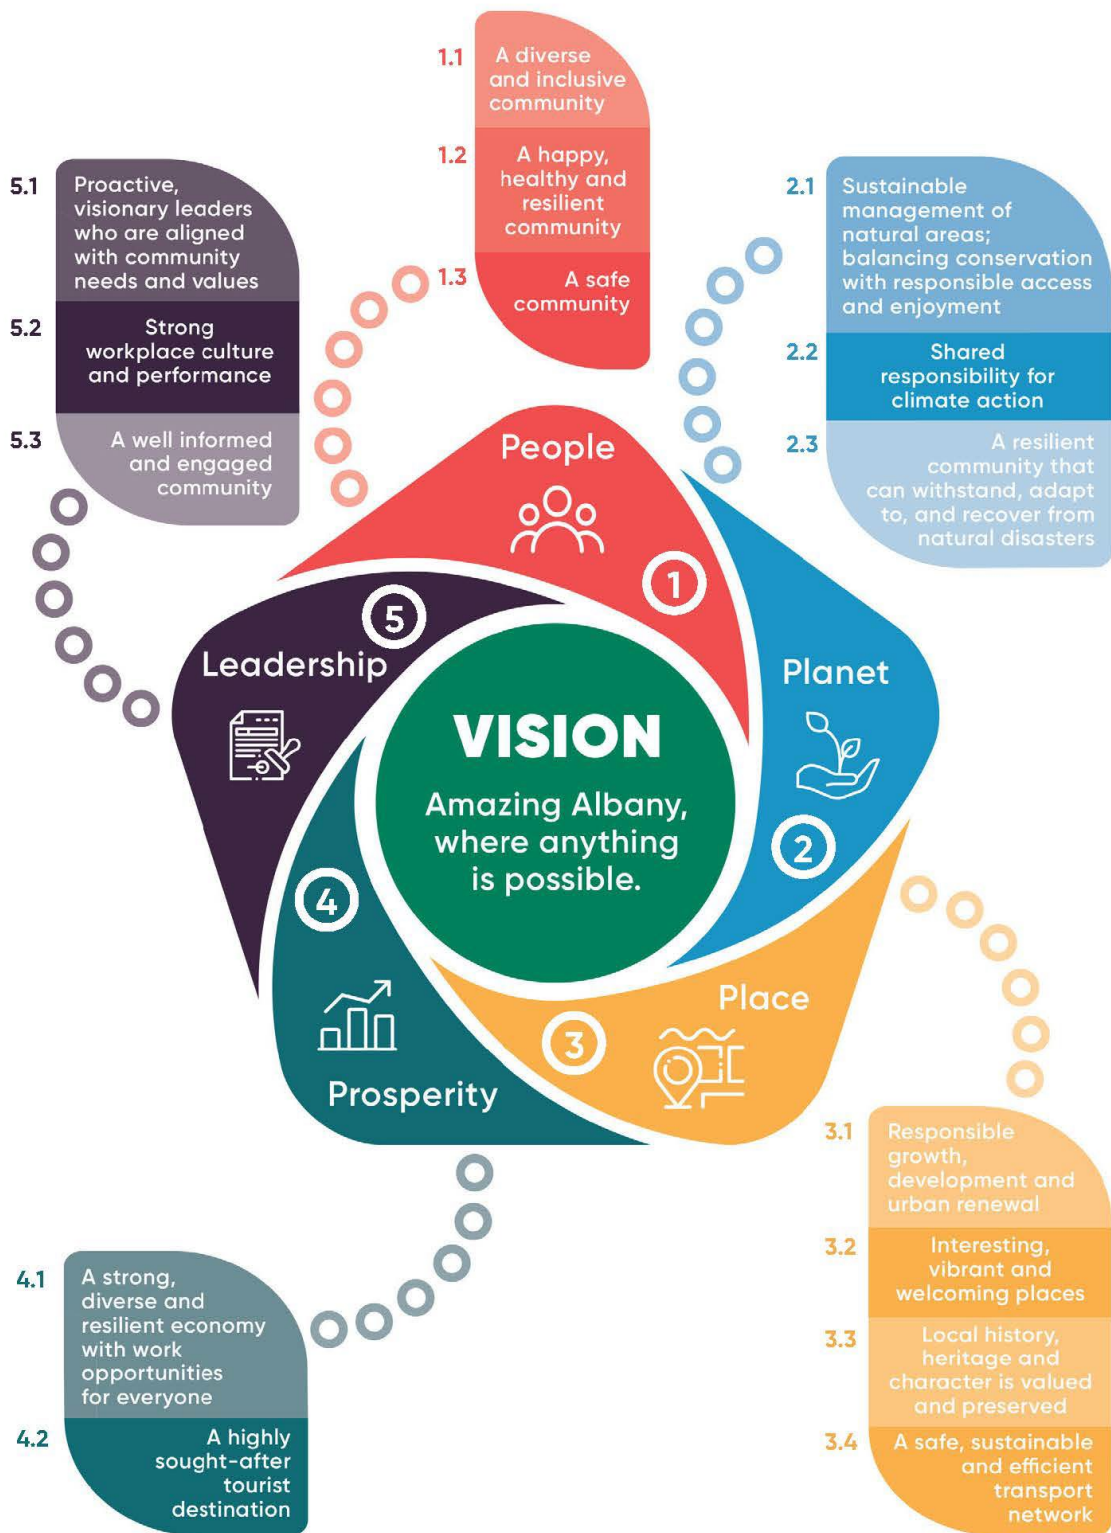 1.1
A diverse
and inclusive
community
1.2
A happy,
healthy and
resilient
community
1.3
A safe
community
5.1
Proactive,
visionary leaders
who are aligned
with community
needs and values
5.2
Strong
workplace culture
and performance
5.3
A well informed
and engaged
community
2.1
Sustainable
management of
natural areas;
balancing conservation
with responsible access
and enjoyment
2.2
Shared
responsibility for
climate action
2.3
A resilient
community that
can withstand, adapt
to, and recover from
natural disasters
People
1
Planet
2
Place
3
Prosperity
4
Leadership
5
VISION
Amazing Albany,
where anything
is possible.
3.1
Responsible
growth,
development and
urban renewal
3.2
Interesting,
vibrant and
welcoming places
3.3
Local history,
heritage and
character is valued
and preserved
3.4
A safe, sustainable
and efficient
transport
network
4.1
A strong,
diverse and
resilient economy
with work
opportunities
for everyone
4.2
A highly
sought-after
tourist
destination